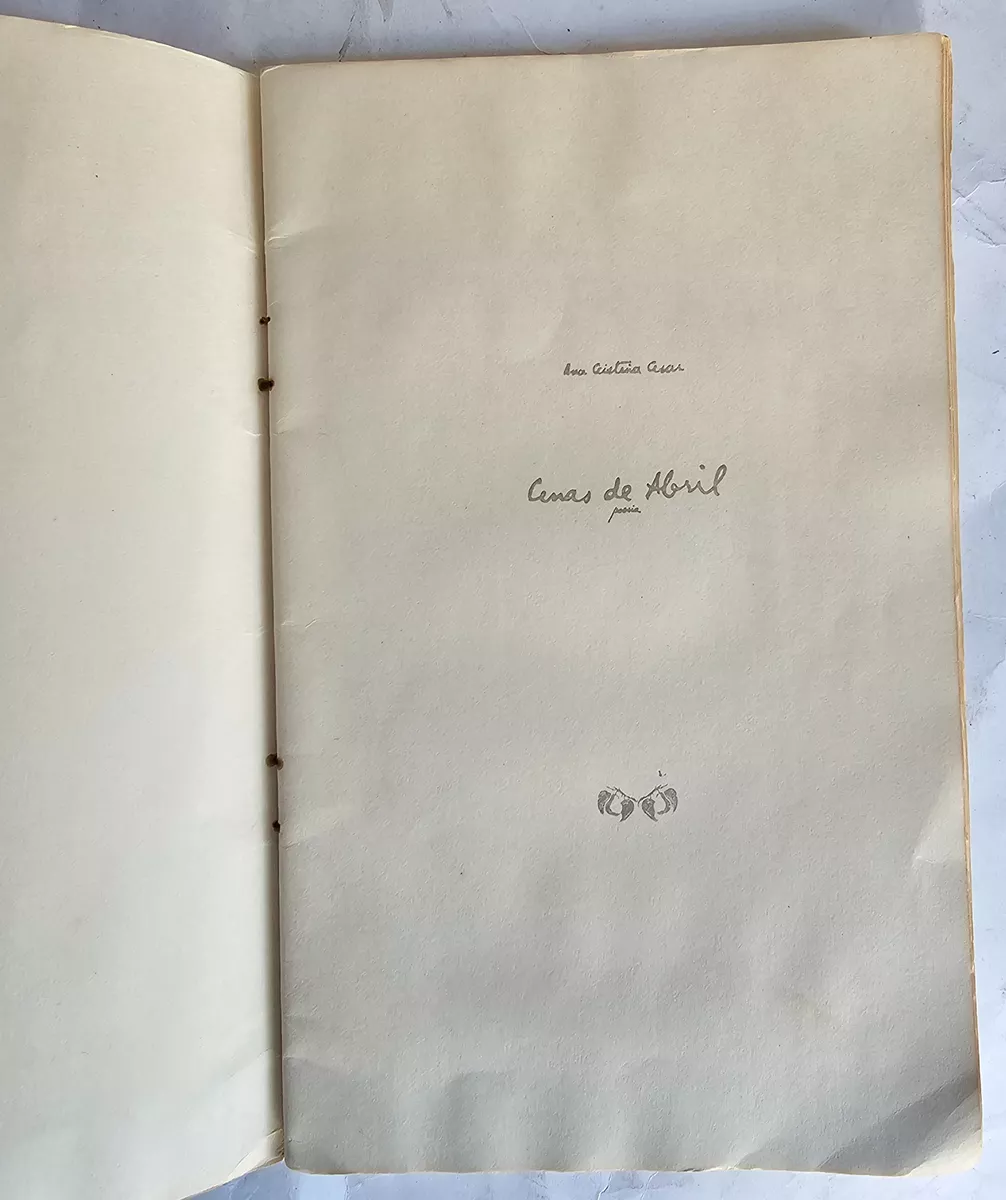 Ana Cristina Cesar
Cenas de Abril
poesia